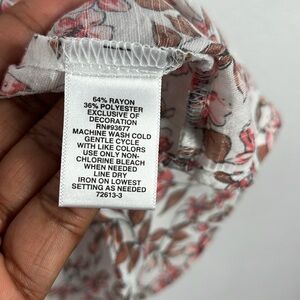 64% RAYON
36% POLYESTER
EXCLUSIVE OF
DECORATION
RN#93677
MACHINE WASH COLD
GENTLE CYCLE
WITH LIKE COLORS
USE ONLY NON-
CHLORINE BLEACH
WHEN NEEDED
LINE DRY
IRON ON LOWEST
SETTING AS NEEDED
72613-3